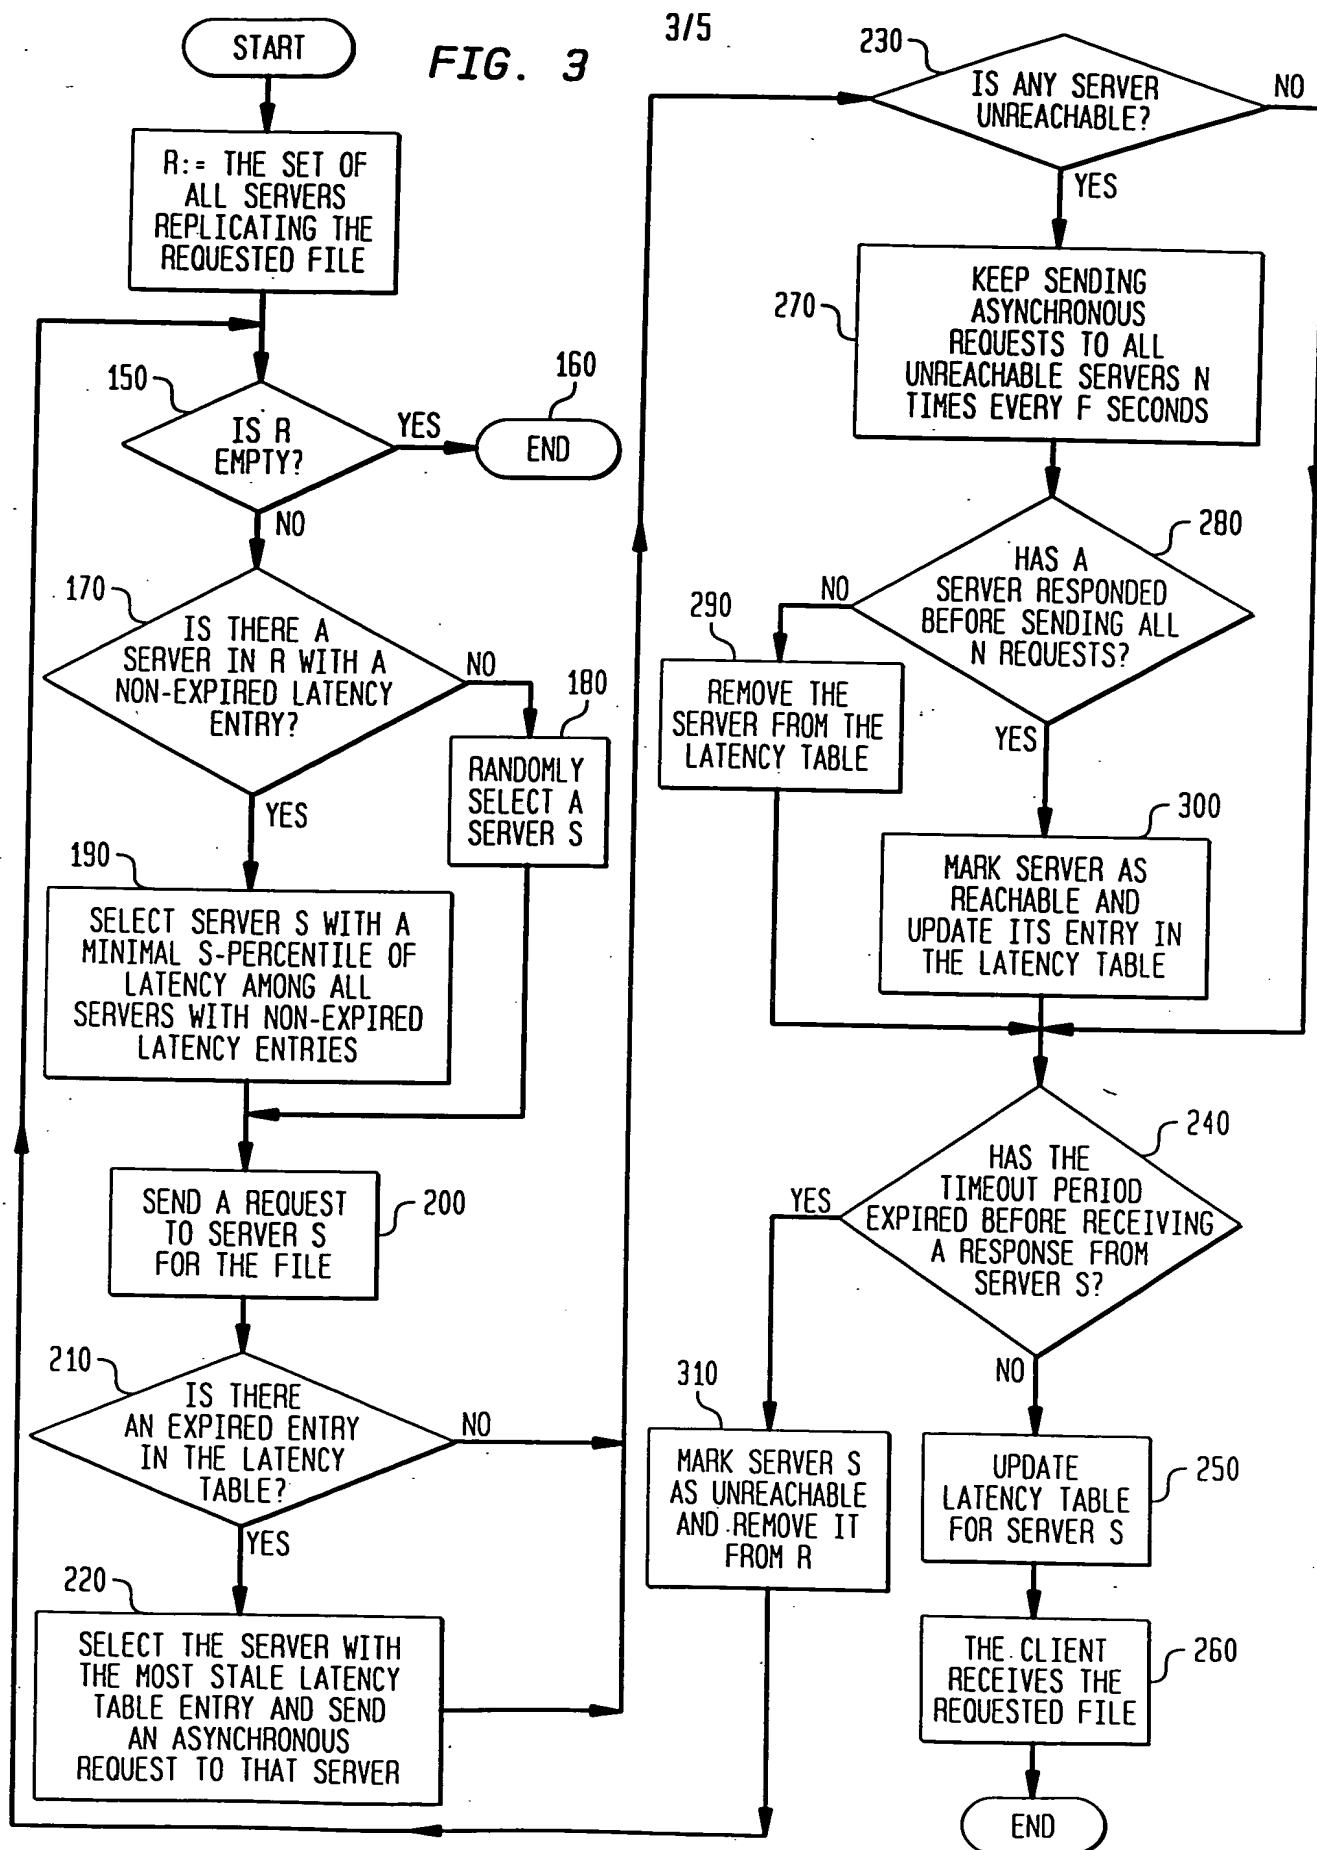 3/5
FIG. 3
START
R:= THE SET OF
ALL SERVERS
REPLICATING THE
REQUESTED FILE
150
IS R
EMPTY?
YES
160
END
NO
170
IS THERE A
SERVER IN R WITH A
NON-EXPIRED LATENCY
ENTRY?
NO
180
RANDOMLY
SELECT A
SERVER S
YES
190
SELECT SERVER S WITH A
MINIMAL S-PERCENTILE OF
LATENCY AMONG ALL
SERVERS WITH NON-EXPIRED
LATENCY ENTRIES
SEND A REQUEST
TO SERVER S
FOR THE FILE
200
210
IS THERE
AN EXPIRED ENTRY
IN THE LATENCY
TABLE?
NO
YES
220
SELECT THE SERVER WITH
THE MOST STALE LATENCY
TABLE ENTRY AND SEND
AN ASYNCHRONOUS
REQUEST TO THAT SERVER
230
IS ANY SERVER
UNREACHABLE?
NO
YES
270
KEEP SENDING
ASYNCHRONOUS
REQUESTS TO ALL
UNREACHABLE SERVERS N
TIMES EVERY F SECONDS
280
HAS A
SERVER RESPONDED
BEFORE SENDING ALL
N REQUESTS?
NO
290
REMOVE THE
SERVER FROM THE
LATENCY TABLE
YES
300
MARK SERVER AS
REACHABLE AND
UPDATE ITS ENTRY IN
THE LATENCY TABLE
240
HAS THE
TIMEOUT PERIOD
EXPIRED BEFORE RECEIVING
A RESPONSE FROM
SERVER S?
YES
NO
310
MARK SERVER S
AS UNREACHABLE
AND REMOVE IT
FROM R
UPDATE
LATENCY TABLE
FOR SERVER S
250
THE CLIENT
RECEIVES THE
REQUESTED FILE
260
END